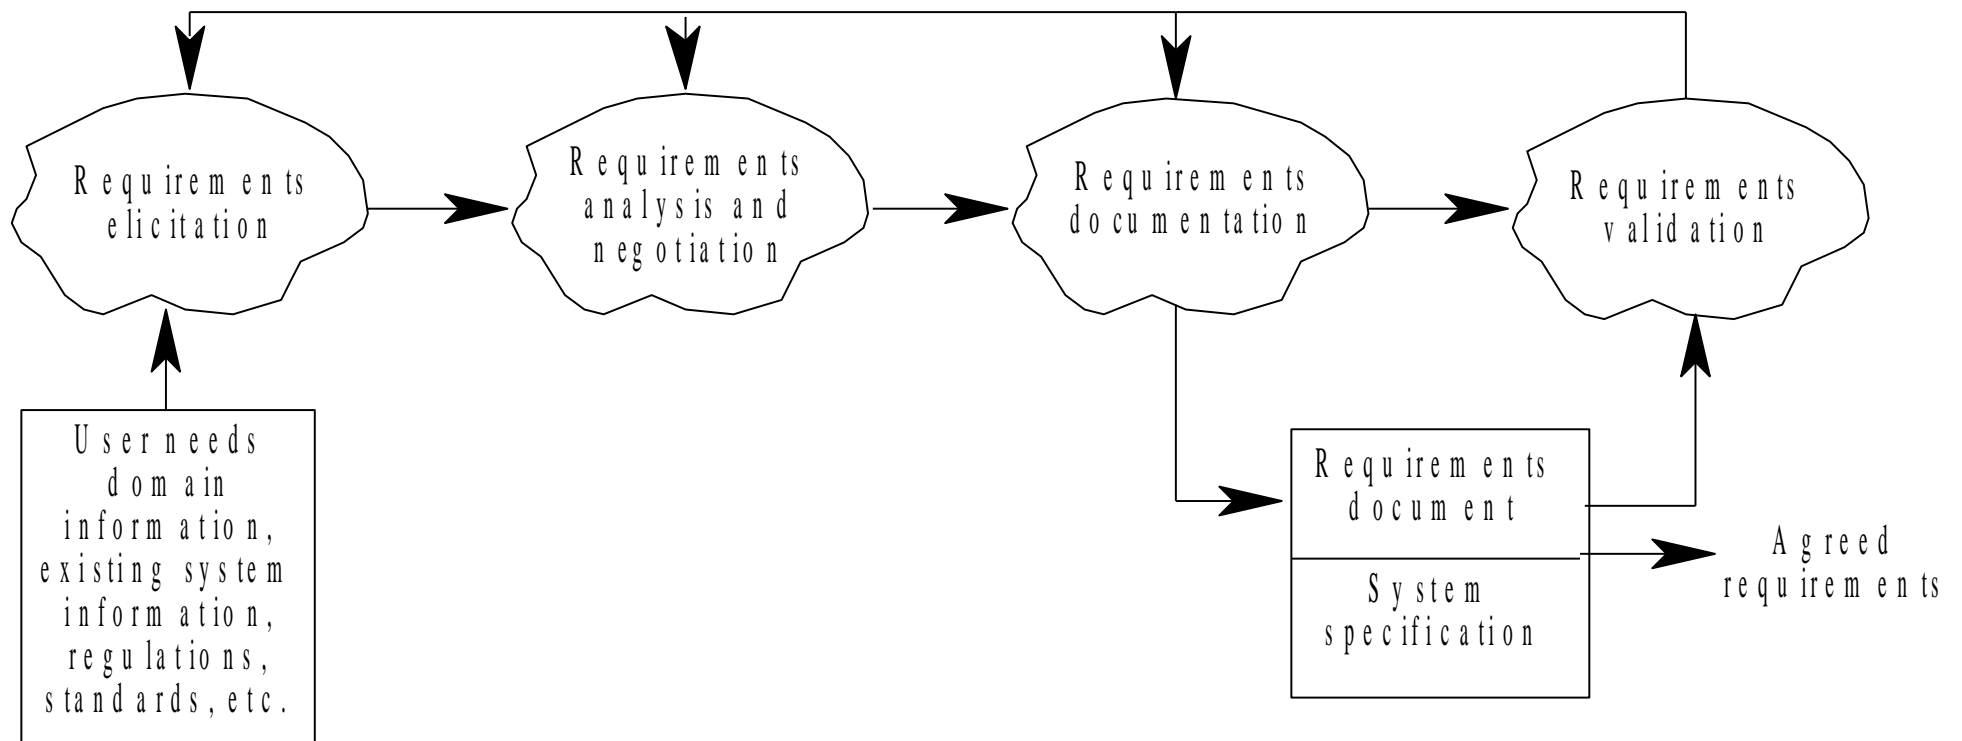 Requirements
elicitation
Requirements
analysis and
negotiation
Requirements
documentation
Requirements
validation
User needs
domain
information,
existing system
information,
regulations,
standards, etc.
Requirements
document
System
specification
Agreed
requirements